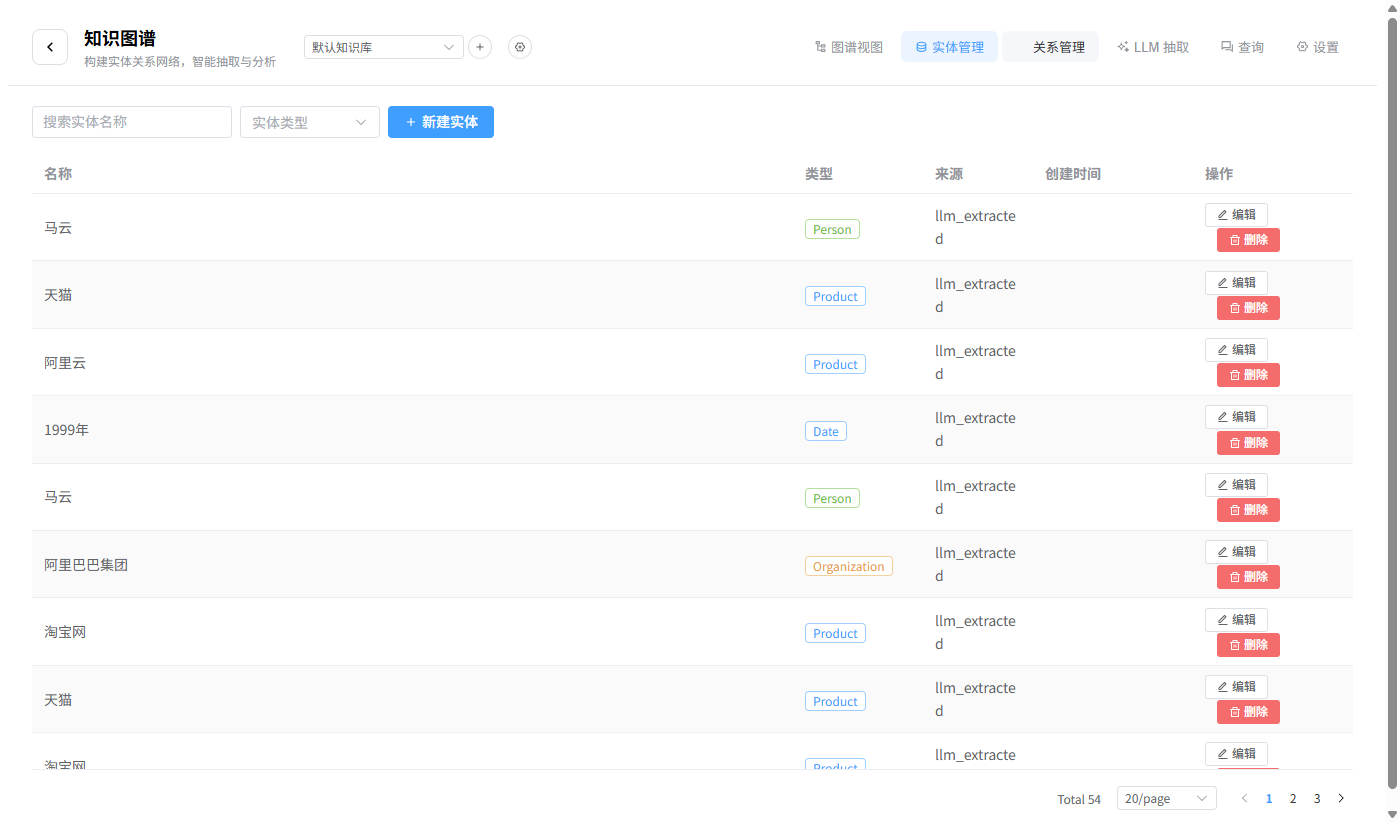 知识图谱
构建实体关系网络，智能抽取与分析
默认知识库
图谱视图
实体管理
关系管理
LLM 抽取
查询
设置
搜索实体名称
实体类型
新建实体
名称 类型 来源 创建时间 操作
马云 Person llm_extracte
d
编辑
删除
天猫 Product llm_extracte
d
编辑
删除
阿里云 Product llm_extracte
d
编辑
删除
1999年 Date llm_extracte
d
编辑
删除
马云 Person llm_extracte
d
编辑
删除
阿里巴巴集团 Organization llm_extracte
d
编辑
删除
淘宝网 Product llm_extracte
d
编辑
删除
天猫 Product llm_extracte
d
编辑
删除
淘宝网 Product llm_extracte
编辑
Total 54 20/page 1 2 3